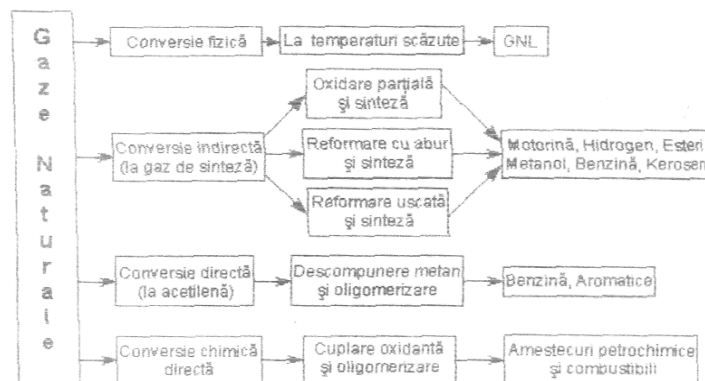 Gaze Naturale
Conversie fizică
La temperaturi scăzute
GNL
Conversie indirectă
(la gaz de sinteză)
Oxidare parțială
și sinteză
Reformare cu abur
și sinteză
Reformare uscată
și sinteză
Motorină, Hidrogen, Esteri
Metanol, Benzină, Kerosen
Conversie directă
(la acetilenă)
Descompunere metan
și oligomerizare
Benzină, Aromatice
Conversie chimică
directă
Cuplare oxidantă
și oligomerizare
Amestecuri petrochimice
și combustibili